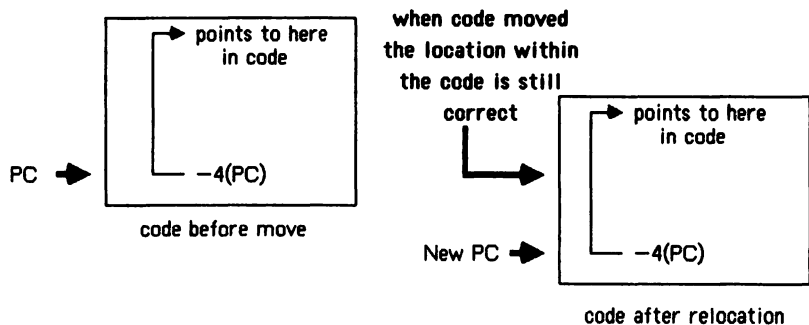 points to here
in code
PC
-4(PC)
code before move
when code moved
the location within
the code is still
correct
points to here
in code
New PC
-4(PC)
code after relocation